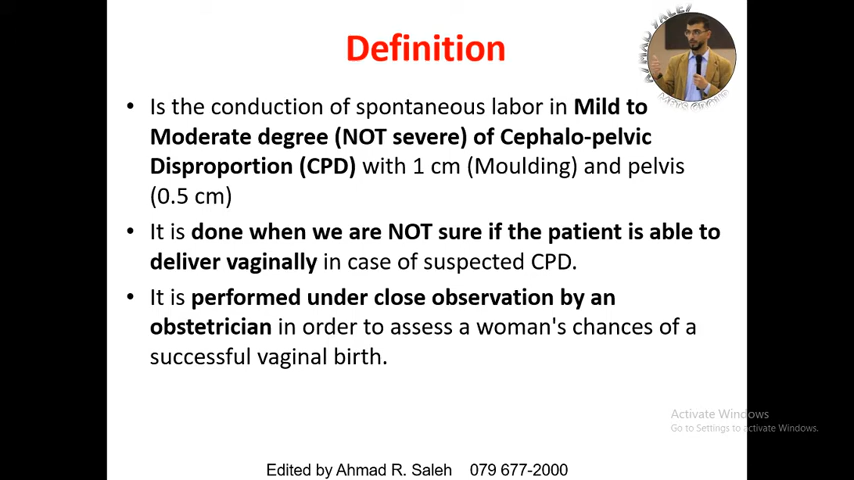 Definition
• Is the conduction of spontaneous labor in Mild to
Moderate degree (NOT severe) of Cephalo-pelvic
Disproportion (CPD) with 1 cm (Moulding) and pelvis
(0.5 cm)
• It is done when we are NOT sure if the patient is able to
deliver vaginally in case of suspected CPD.
• It is performed under close observation by an
obstetrician in order to assess a woman's chances of a
successful vaginal birth.
Activate Windows
Go to Settings to activate Windows.
Edited by Ahmad R. Saleh 079 677-2000